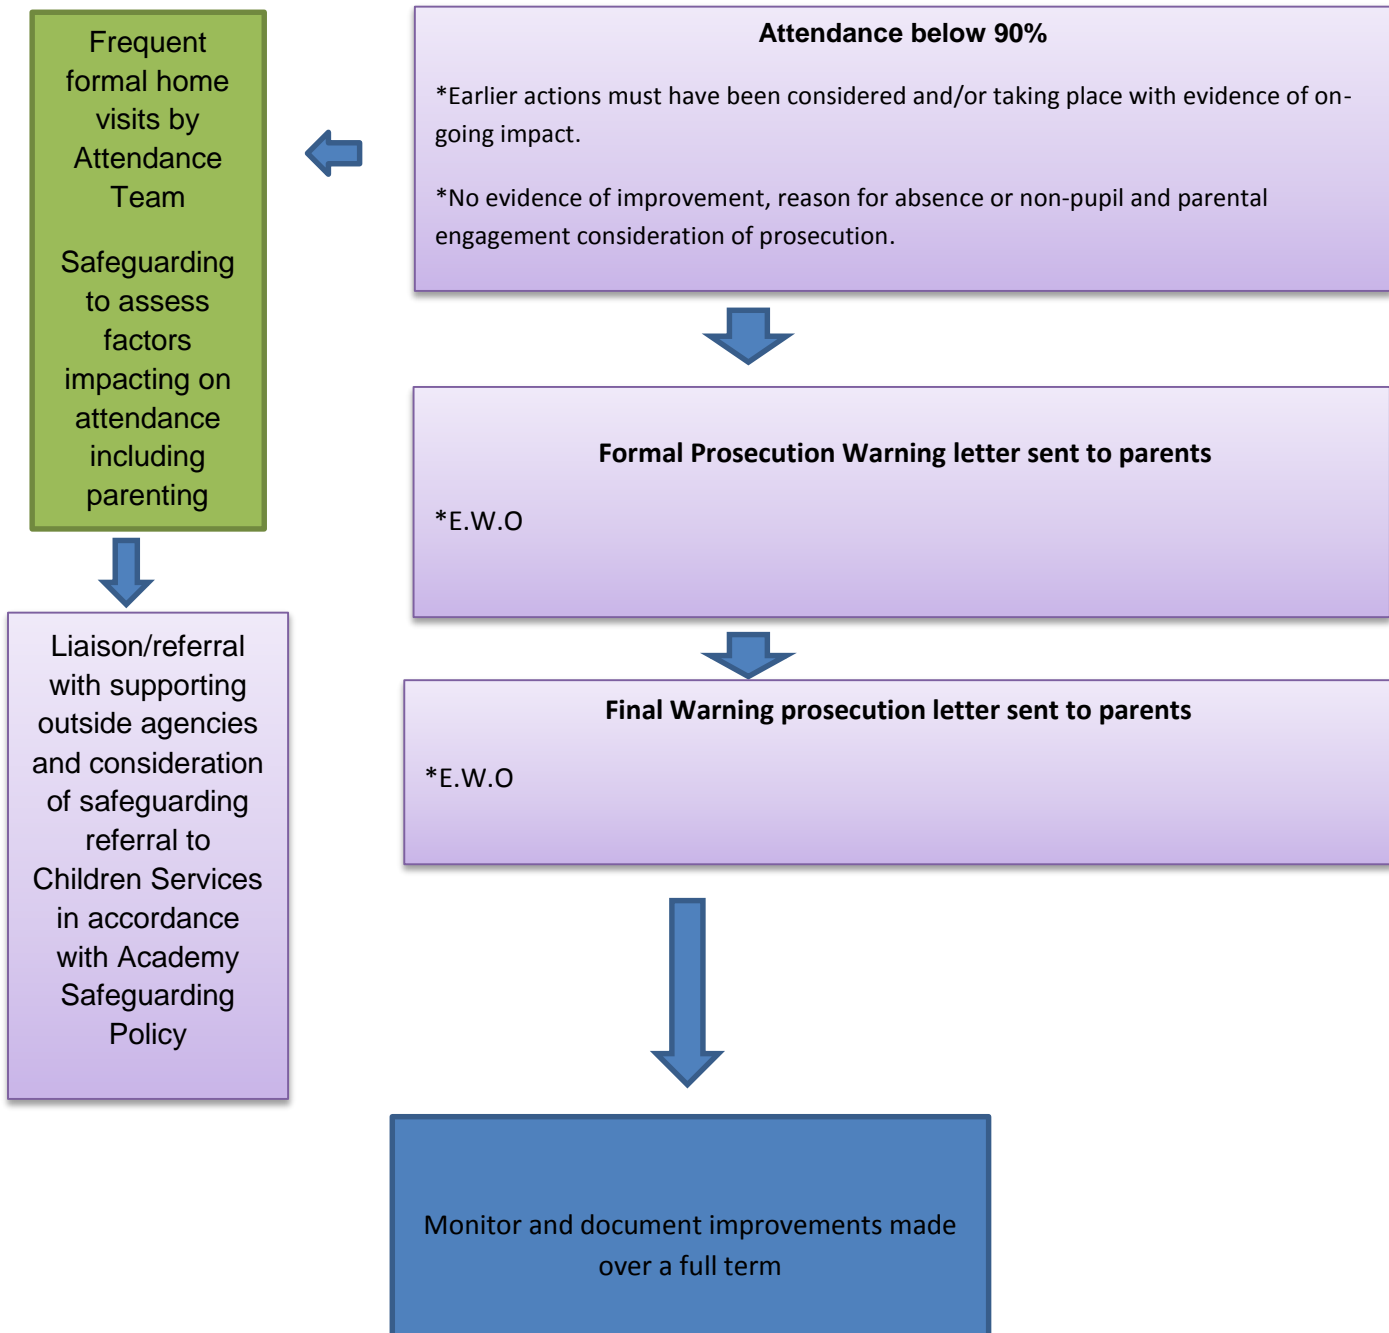 Frequent
formal home
visits by
Attendance
Team
Safeguarding
to assess
factors
impacting on
attendance
including
parenting
Attendance below 90%
*Earlier actions must have been considered and/or taking place with evidence of on-
going impact.
*No evidence of improvement, reason for absence or non-pupil and parental
engagement consideration of prosecution.
Formal Prosecution Warning letter sent to parents
*E.W.O
Liaison/referral
with supporting
outside agencies
and consideration
of safeguarding
referral to
Children Services
in accordance
with Academy
Safeguarding
Policy
Final Warning prosecution letter sent to parents
*E.W.O
Monitor and document improvements made
over a full term